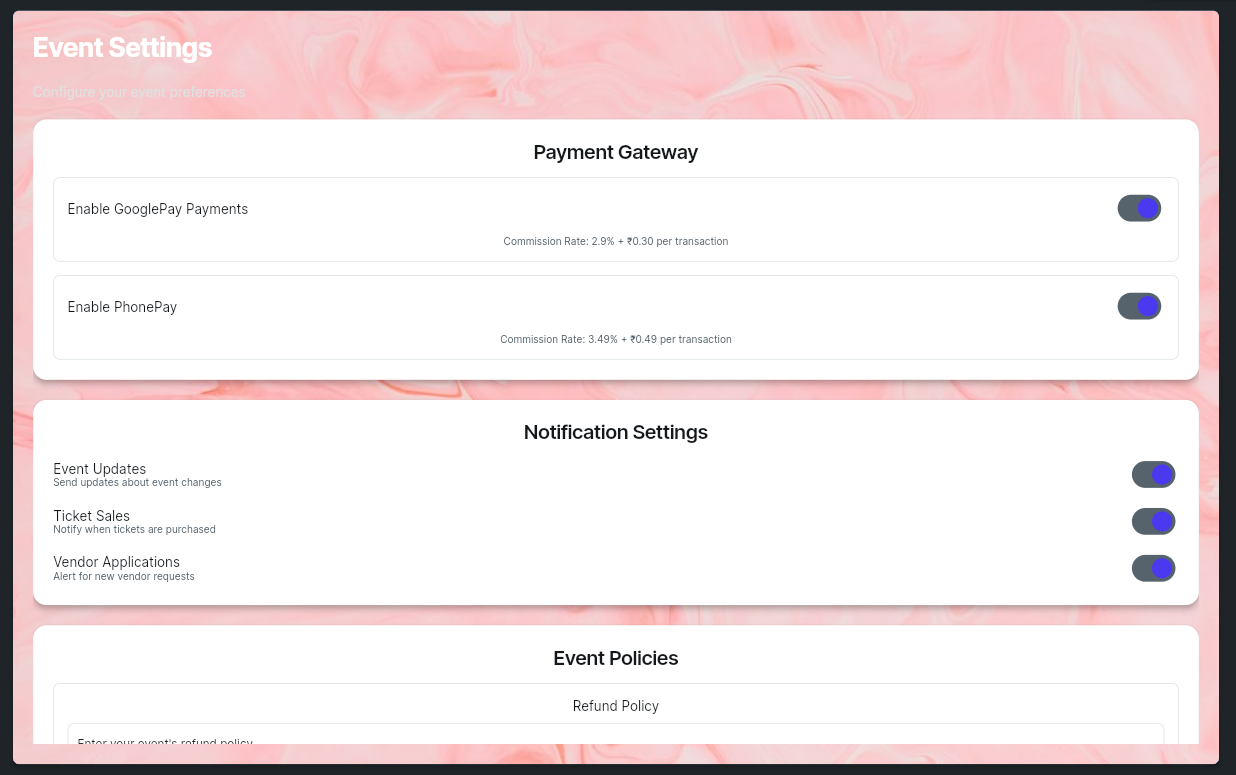 Event Settings
Configure your event preferences
Payment Gateway
Enable GooglePay Payments
Commission Rate: 2.9% + ₹0.30 per transaction
Enable PhonePay
Commission Rate: 3.49% + ₹0.49 per transaction
Notification Settings
Event Updates
Send updates about event changes
Ticket Sales
Notify when tickets are purchased
Vendor Applications
Alert for new vendor requests
Event Policies
Refund Policy
Enter your event's refund policy